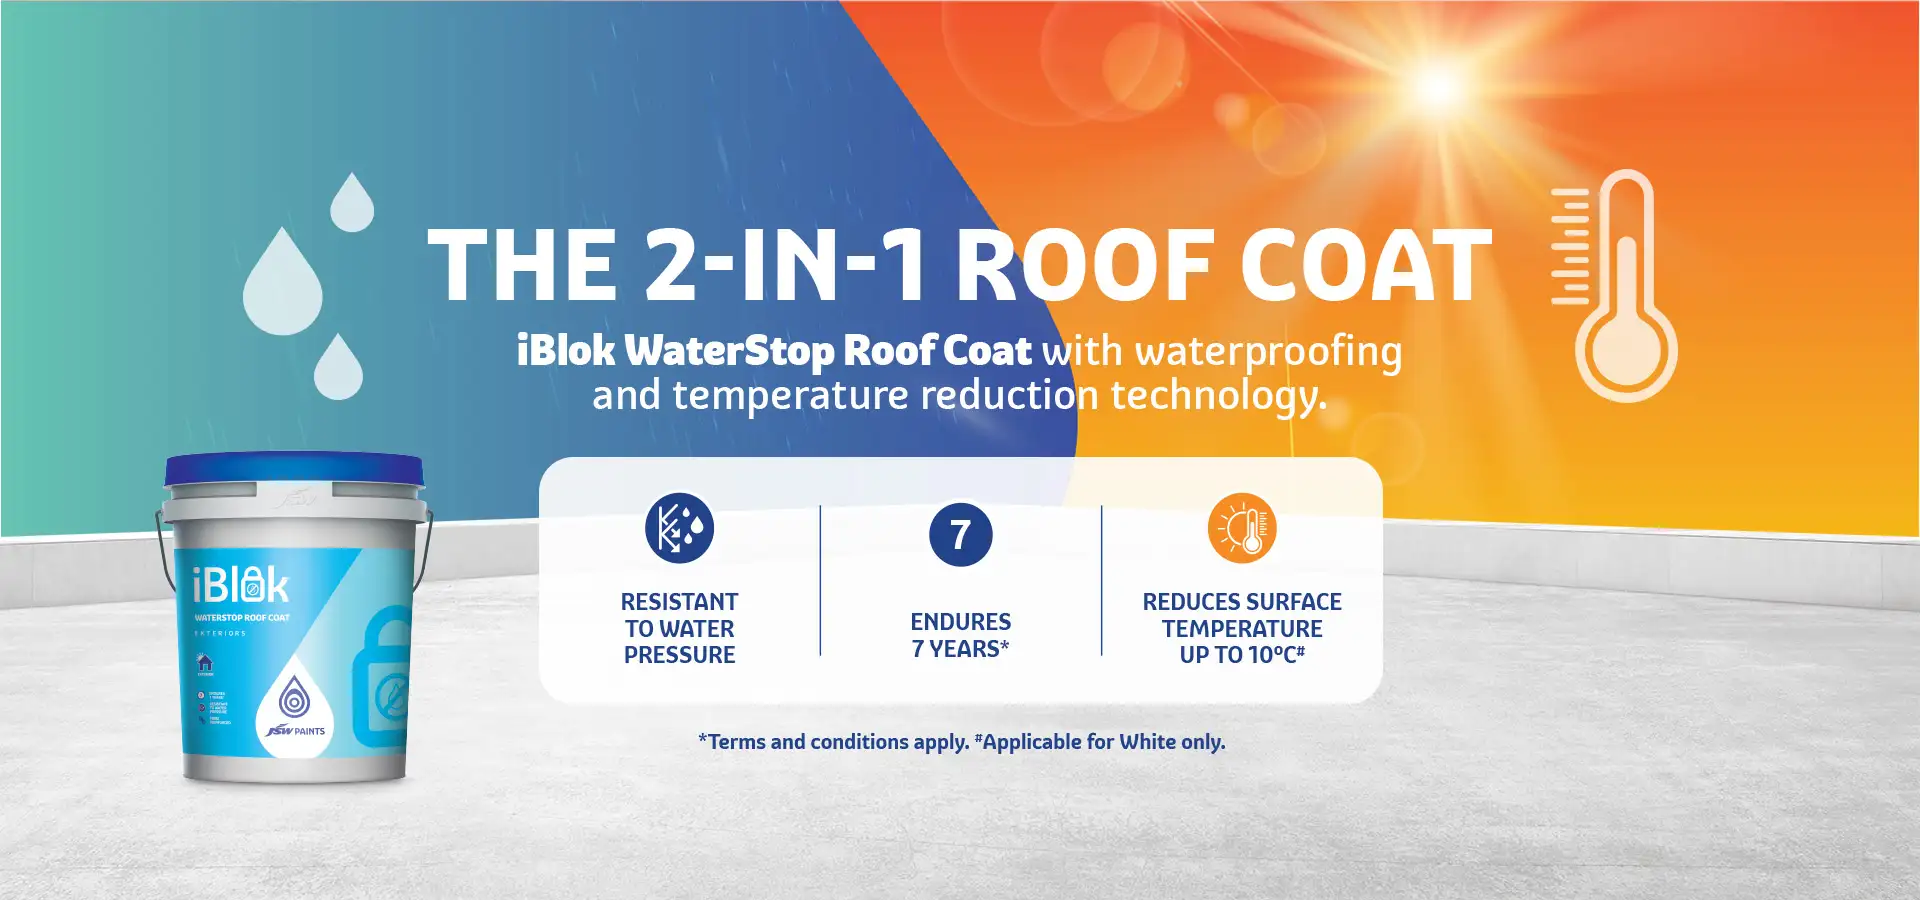 THE 2-IN-1 ROOF COAT
iBlok WaterStop Roof Coat with waterproofing
and temperature reduction technology.
7
RESISTANT
TO WATER
PRESSURE
ENDURES
7 YEARS*
REDUCES SURFACE
TEMPERATURE
UP TO 10ºC#
*Terms and conditions apply. #Applicable for White only.
iBlok
WATERSTOP ROOF COAT
EXTERIORS
JSW PAINTS